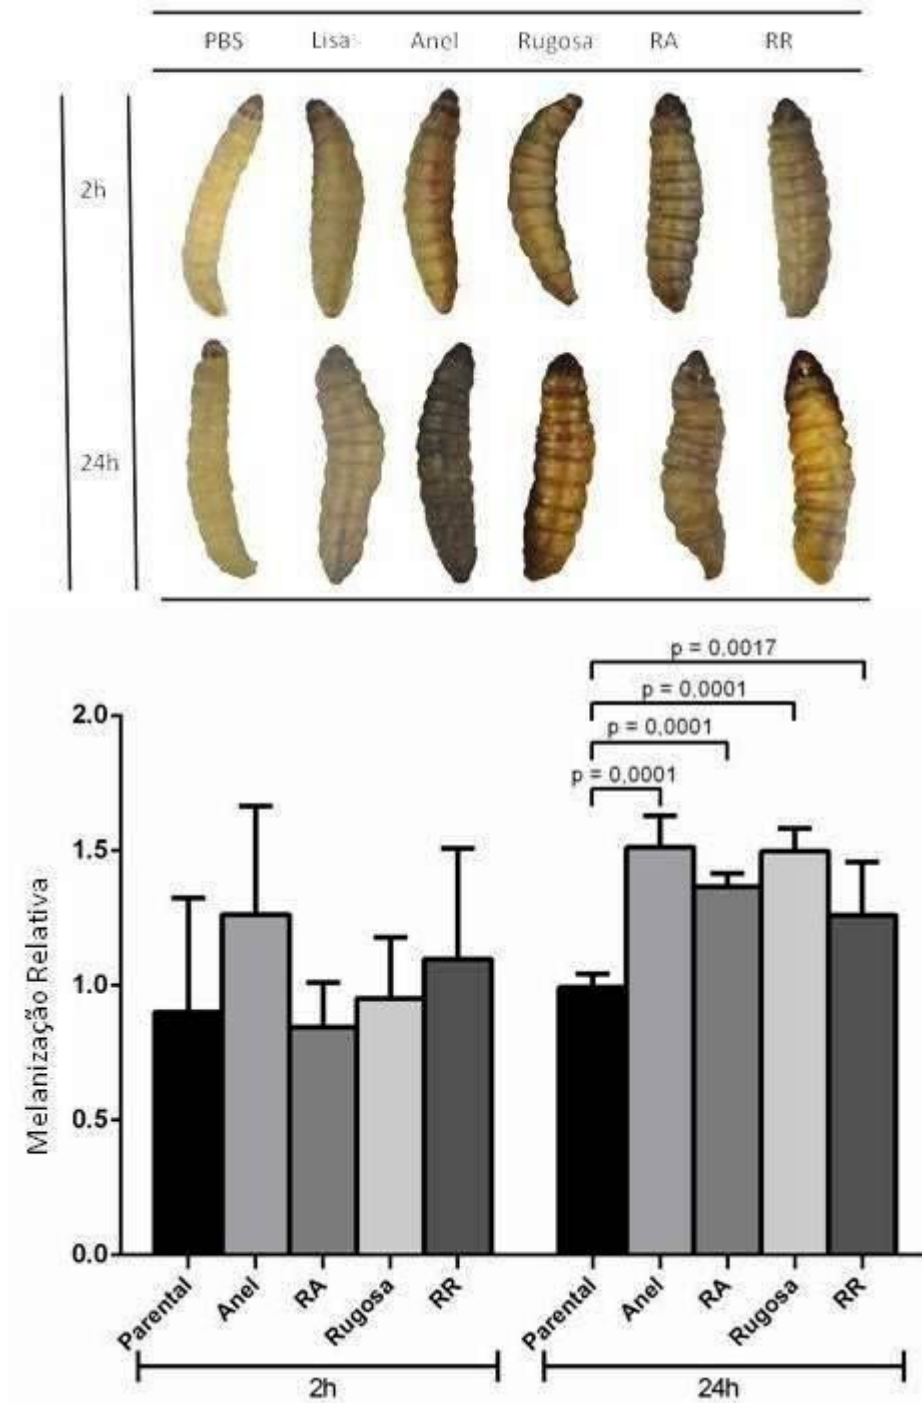 PBS Lisa Anel Rugosa RA RR
2h
24h
p = 0,0017
p = 0,0001
p = 0,0001
p = 0,0001
2.0
1.5
1.0
0.5
0.0
Melanização Relativa
Parental Anel RA Rugosa RR Parental Anel RA Rugosa RR
2h 24h